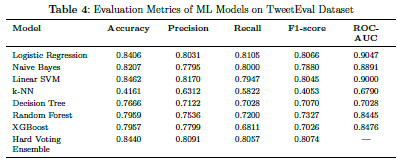 Table 4: Evaluation Metrics of ML Models on TweetEval Dataset
Model Accuracy Precision Recall F1-score ROC-AUC
Logistic Regression 0.8406 0.8031 0.8105 0.8066 0.9047
Naive Bayes 0.8207 0.7795 0.8000 0.7880 0.8891
Linear SVM 0.8462 0.8170 0.7947 0.8045 0.9000
k-NN 0.4161 0.6312 0.5822 0.4053 0.6790
Decision Tree 0.7666 0.7122 0.7028 0.7070 0.7028
Random Forest 0.7959 0.7536 0.7200 0.7327 0.8445
XGBoost 0.7957 0.7799 0.6811 0.7026 0.8476
Hard Voting Ensemble 0.8440 0.8091 0.8057 0.8074 —